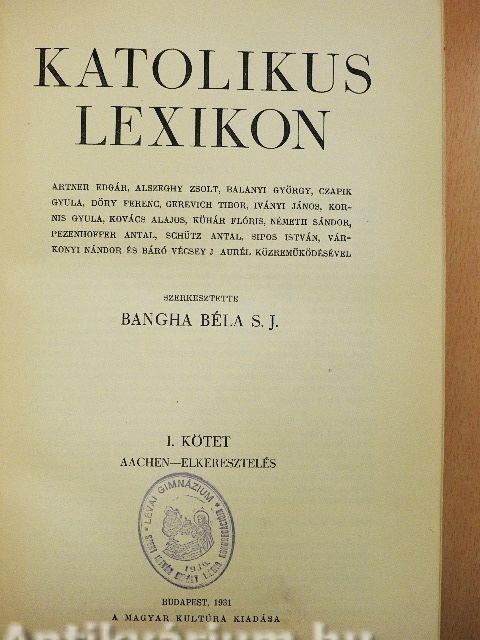 KATOLIKUS
LEXIKON
ARTNER EDGÁR, ALSZEGHY ZSOLT, BALANYI GYÖRGY, CZAPIK
GYULA, DŐRY FERENC, GEREVICH TIBOR, IVÁNYI JÁNOS, KOR-
NIS GYULA, KOVÁCS ALAJOS, KÜHÁR FLÓRIS, NÉMETH SÁNDOR,
PEZENHOFFER ANTAL, SCHÜTZ ANTAL, SIPOS ISTVÁN, VÁR-
KONYI NÁNDOR ÉS BÁRÓ VÉCSEY J AURÉL KÖZREMŰKÖDÉSÉVEL
SZERKESZTETTE
BANGHA BÉLA S. J.
I. KÖTET
AACHEN—ELKERESZTELÉS
LÉVAI GIMNÁZIUM
BUDAPEST, 1931
A MAGYAR KULTÚRA KIADÁSA